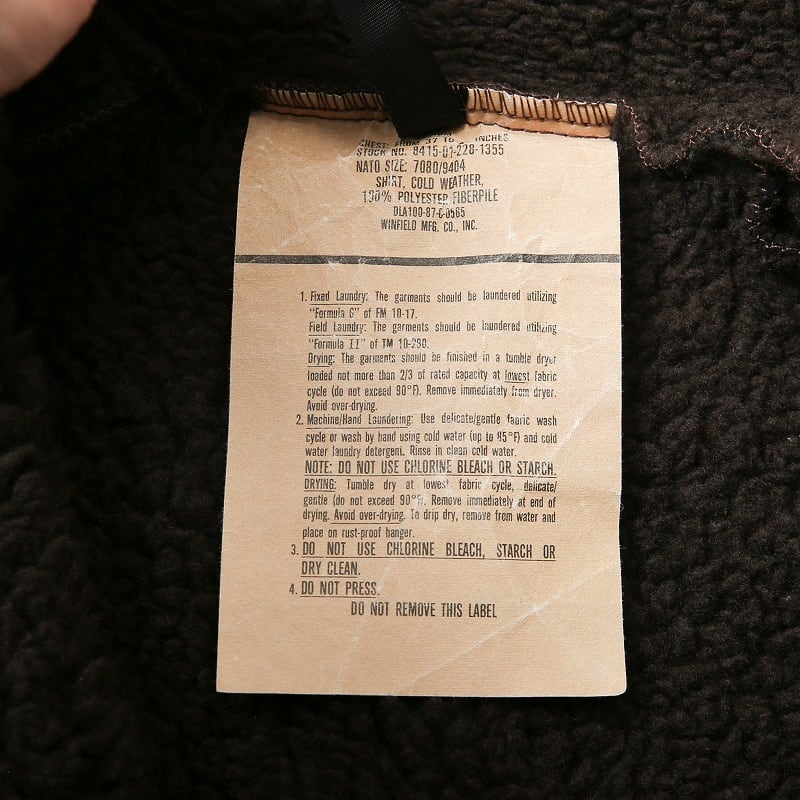 CHEST: FROM 37 TO INCHES
STOCK NO. 8415-01-228-1355
NATO SIZE: 7080/9404
SHIRT, COLD WEATHER,
100% POLYESTER FIBERPILE
DLA100-87-C-0565
WINFIELD MFG. CO., INC.
1. Fixed Laundry: The garments should be laundered utilizing
"Formula 6" of FM 10-17.
Field Laundry: The garments should be laundered utilizing
"Formula II" of TM 10-280.
Drying: The garments should be finished in a tumble dryer
loaded not more than 2/3 of rated capacity at lowest fabric
cycle (do not exceed 90°F). Remove immediately from dryer.
Avoid over-drying.
2. Machine/Hand Laundering: Use delicate/gentle fabric wash
cycle or wash by hand using cold water (up to 85°F) and cold
water laundry detergent. Rinse in clean cold water.
NOTE: DO NOT USE CHLORINE BLEACH OR STARCH.
DRYING: Tumble dry at lowest fabric cycle, delicate/
gentle (do not exceed 90°F). Remove immediately at end of
drying. Avoid over-drying. To drip dry, remove from water and
place on rust-proof hanger.
3. DO NOT USE CHLORINE BLEACH, STARCH OR
DRY CLEAN.
4. DO NOT PRESS.
DO NOT REMOVE THIS LABEL